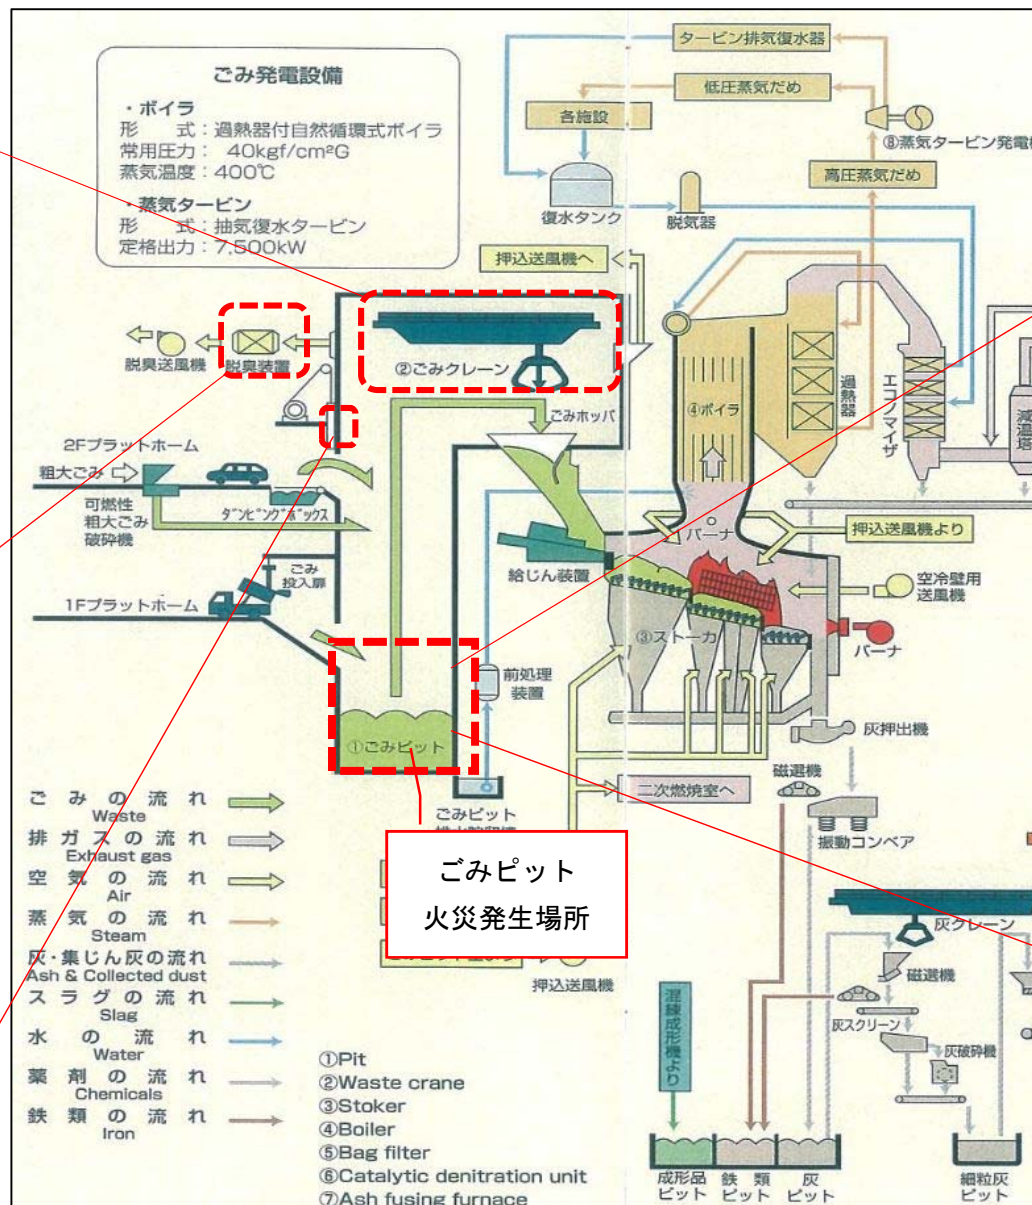 ごみ発電設備
・ボイラ
形　式：過熱器付自然循環式ボイラ
常用圧力： 40kgf/cm²G
蒸気温度：400℃
・蒸気タービン
形　式：抽気復水タービン
定格出力：7,500kW
タービン排気復水器
低圧蒸気だめ
各施設
⑧蒸気タービン発電機
高圧蒸気だめ
復水タンク
脱気器
押込送風機へ
脱臭送風機
脱臭装置
②ごみクレーン
ごみホッパ
④ボイラ
過熱器
エコノマイザ
減温塔
2Fプラットホーム
粗大ごみ
可燃性
粗大ごみ
破砕機
ダンピングボックス
ごみ
投入扉
1Fプラットホーム
給じん装置
バーナ
押込送風機より
空冷壁用
送風機
③ストーカ
バーナ
前処理
装置
①ごみピット
灰押出機
二次燃焼室へ
磁選機
振動コンベア
ごみピット
ごみピット
火災発生場所
押込送風機
ごみの流れ
Waste
排ガスの流れ
Exhaust gas
空気の流れ
Air
蒸気の流れ
Steam
灰・集じん灰の流れ
Ash & Collected dust
スラグの流れ
Slag
水の流れ
Water
薬剤の流れ
Chemicals
鉄類の流れ
Iron
①Pit
②Waste crane
③Stoker
④Boiler
⑤Bag filter
⑥Catalytic denitration unit
⑦Ash fusing furnace
灰クレーン
磁選機
灰スクリーン
灰破砕機
混練成形機より
成形品
ピット
鉄類
ピット
灰
ピット
細粒灰
ピット